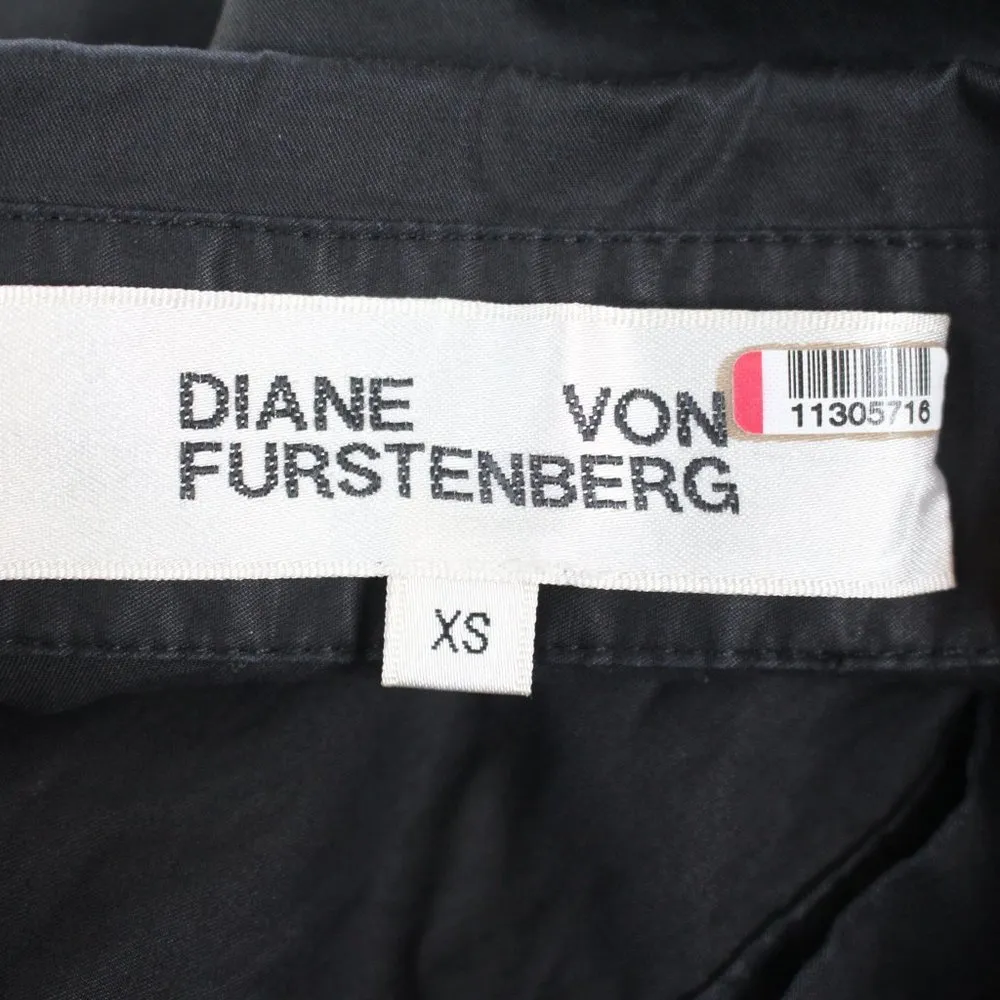 DIANE VON
FURSTENBERG
11305716
XS